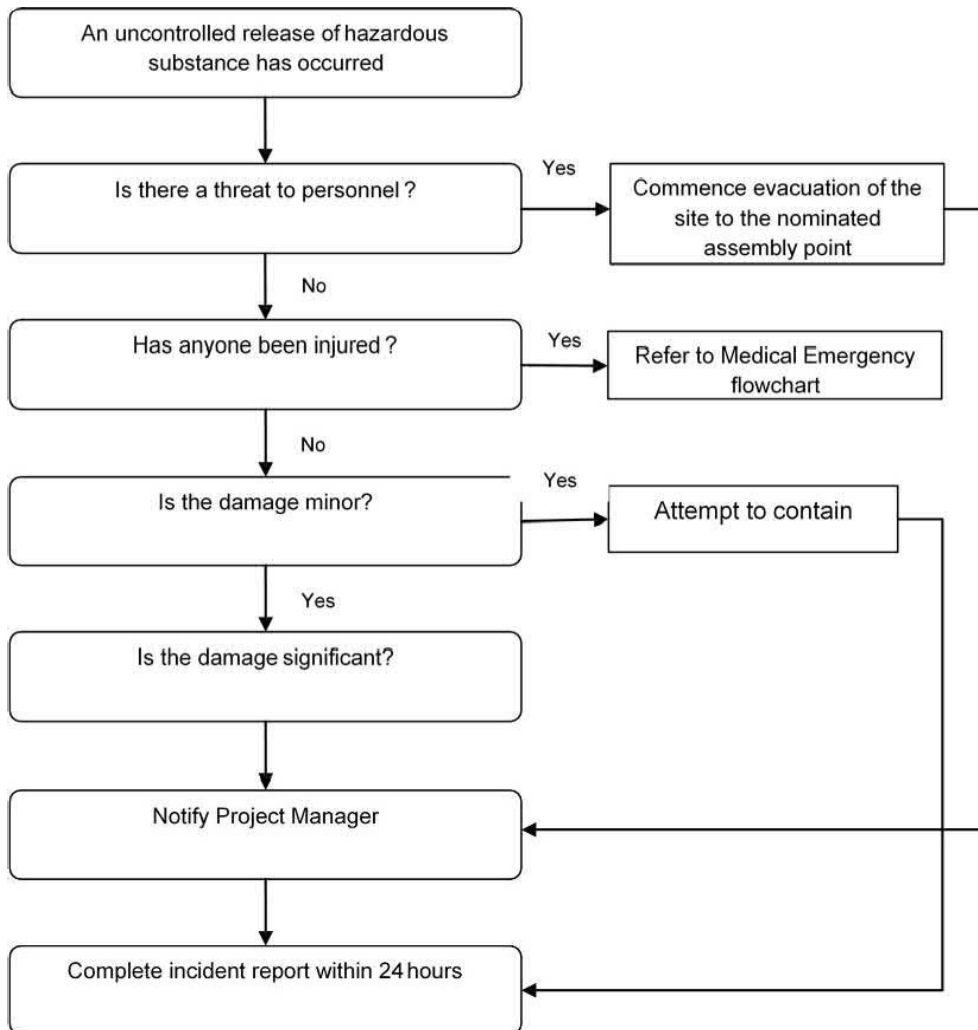 An uncontrolled release of hazardous
substance has occurred
Is there a threat to personnel ?
Yes
Commence evacuation of the
site to the nominated
assembly point
No
Has anyone been injured ?
Yes
Refer to Medical Emergency
flowchart
No
Is the damage minor?
Yes
Attempt to contain
Yes
Is the damage significant?
Notify Project Manager
Complete incident report within 24 hours